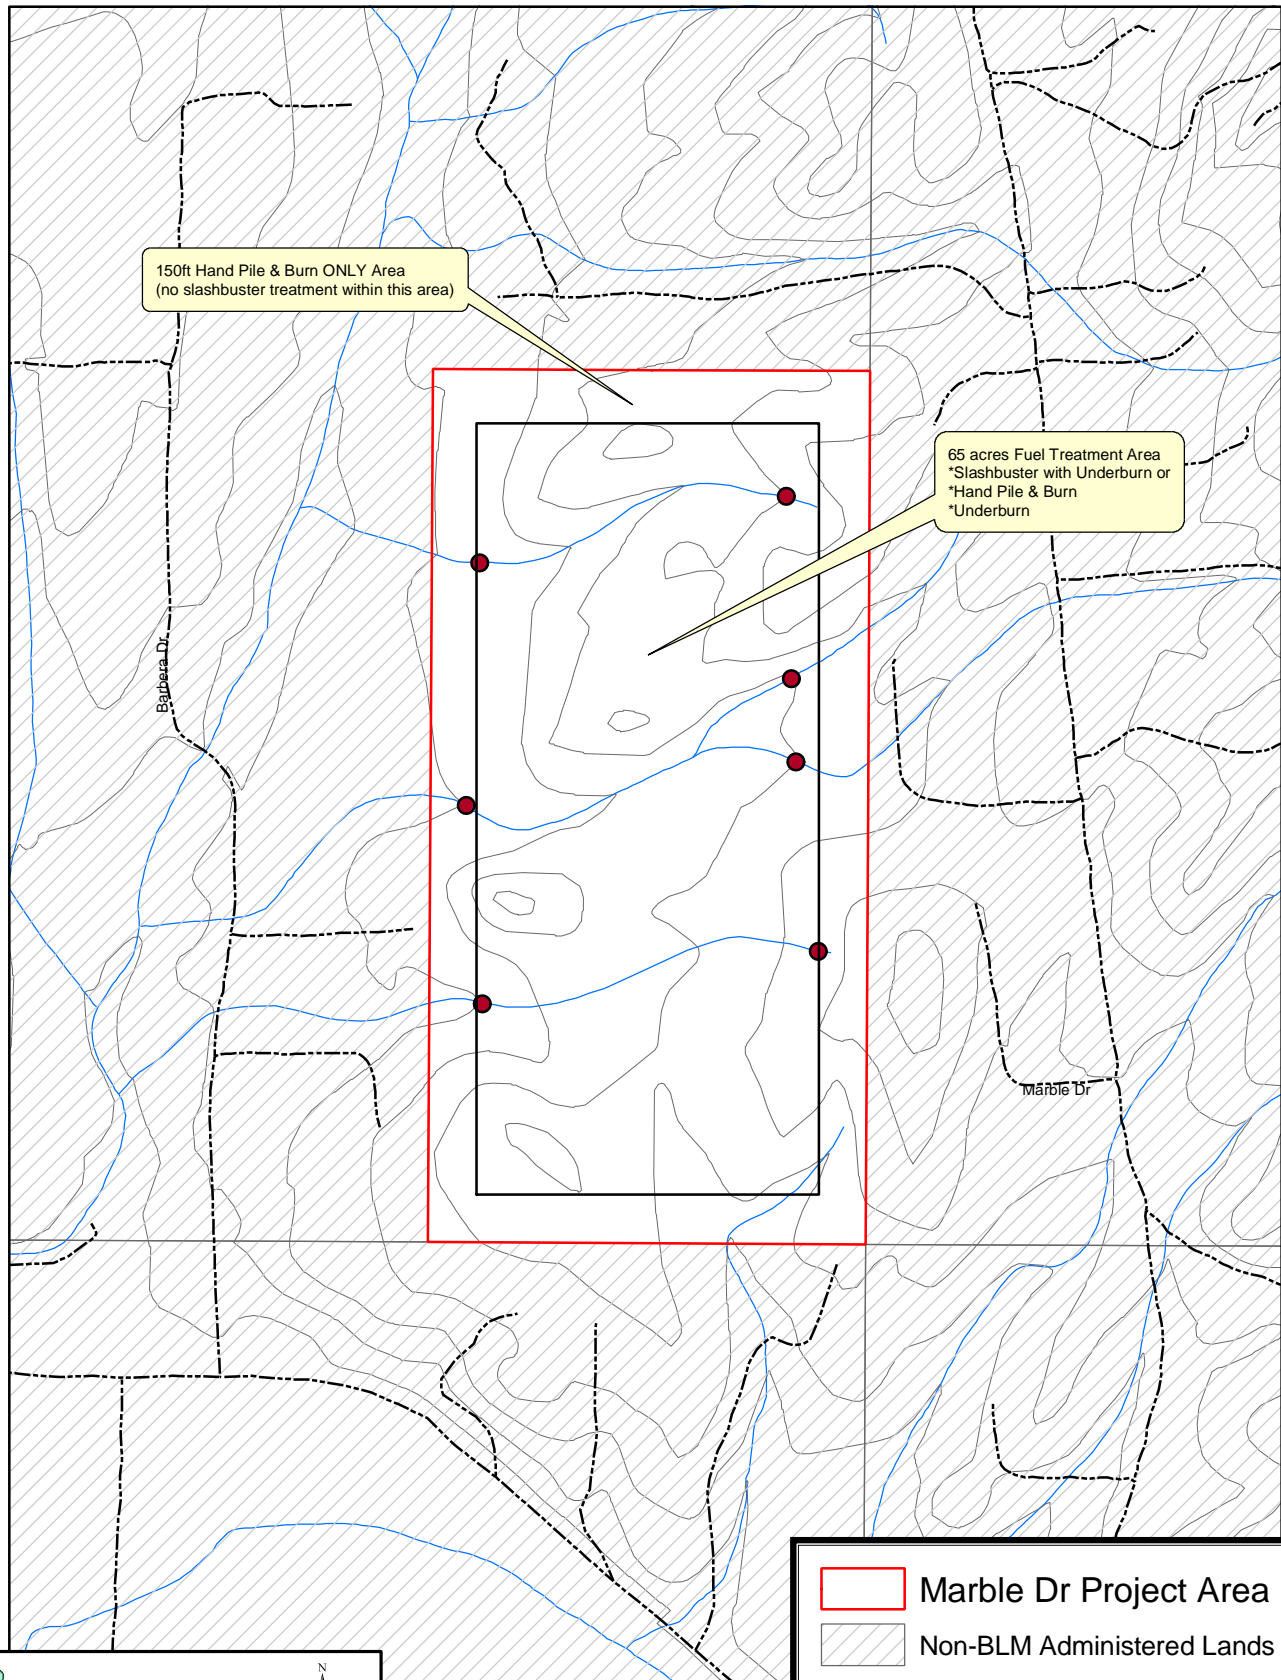 150ft Hand Pile & Burn ONLY Area
(no slashbuster treatment within this area)
65 acres Fuel Treatment Area
*Slashbuster with Underburn or
*Hand Pile & Burn
*Underburn
Barbera Dr
Marble Dr
Marble Dr Project Area
Non-BLM Administered Lands
N